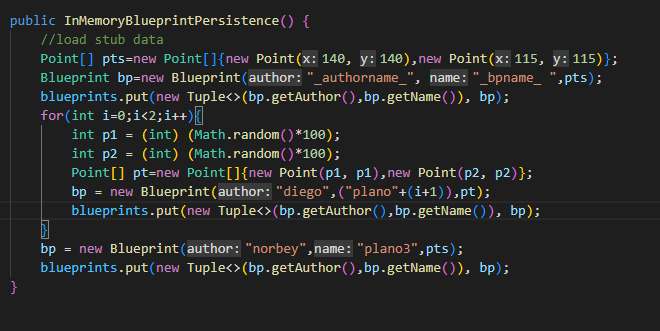 public InMemoryBlueprintPersistence() {
    //load stub data
    Point[] pts=new Point[]{new Point(x: 140, y: 140),new Point(x: 115, y: 115)};
    Blueprint bp=new Blueprint(author: "_authorname_", name: "_bpname_ ",pts);
    blueprints.put(new Tuple<>(bp.getAuthor(),bp.getName()), bp);
    for(int i=0;i<2;i++){
        int p1 = (int) (Math.random()*100);
        int p2 = (int) (Math.random()*100);
        Point[] pt=new Point[]{new Point(p1, p1),new Point(p2, p2)};
        bp = new Blueprint(author: "diego",("plano"+(i+1)),pt);
        blueprints.put(new Tuple<>(bp.getAuthor(),bp.getName()), bp);
    }
    bp = new Blueprint(author: "norbey",name: "plano3",pts);
    blueprints.put(new Tuple<>(bp.getAuthor(),bp.getName()), bp);
}